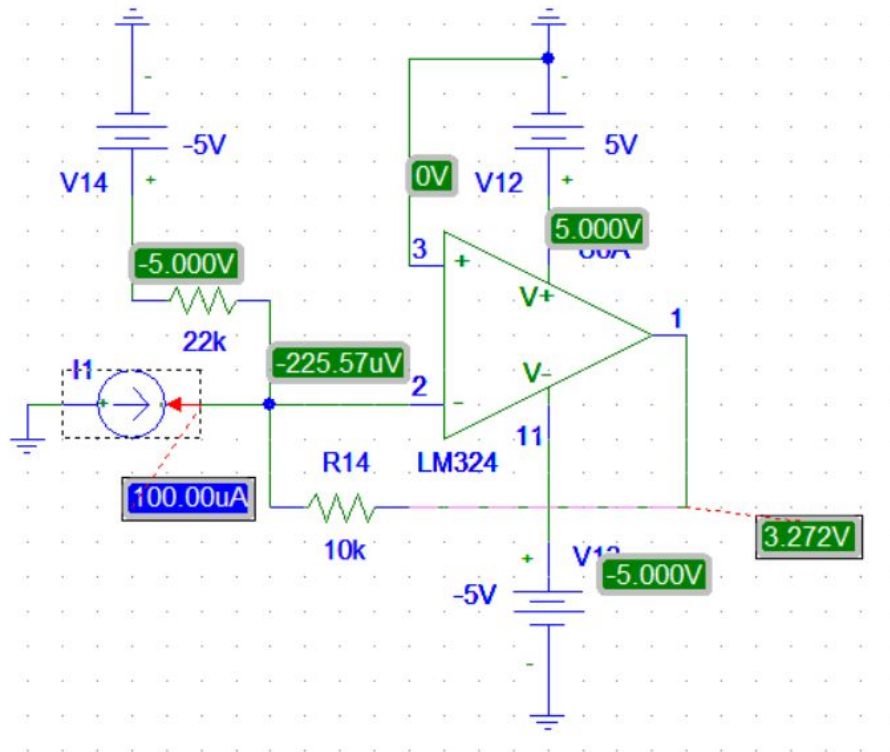 -
-
-5V
5V
V14
+
0V
V12
+
5.000V
-5.000V
3
+
V+
1
22k
-225.57uV
I1
V-
2
-
+
-
11
R14
LM324
100.00uA
10k
3.272V
+
-5.000V
-5V
-